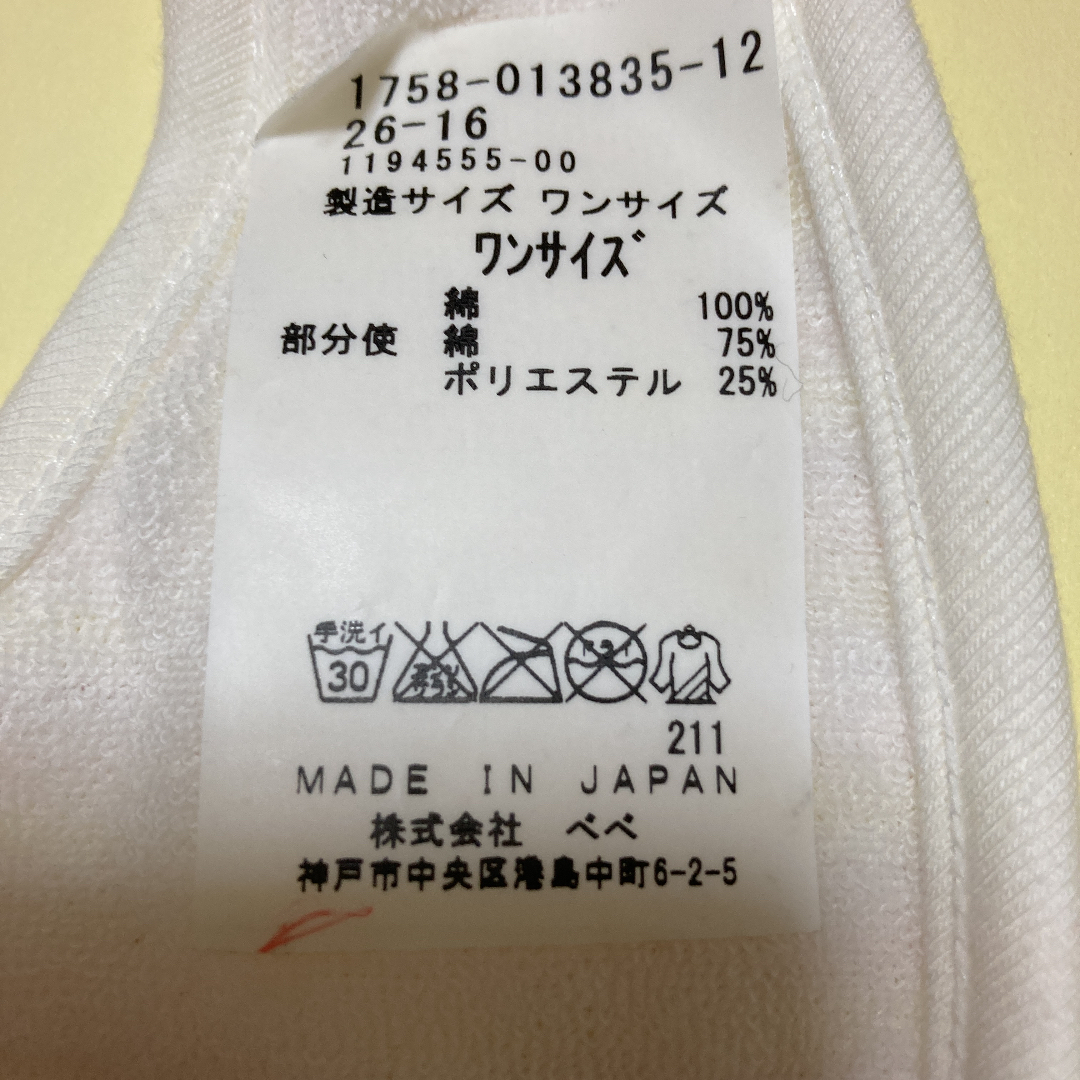 1758-013835-12
26-16
1194555-00
製造サイズ ワンサイズ
ワンサイズ
綿 100%
部分使 綿 75%
ポリエステル 25%
手洗イ
30
ドライ
211
MADE IN JAPAN
株式会社 べべ
神戸市中央区港島中町6-2-5